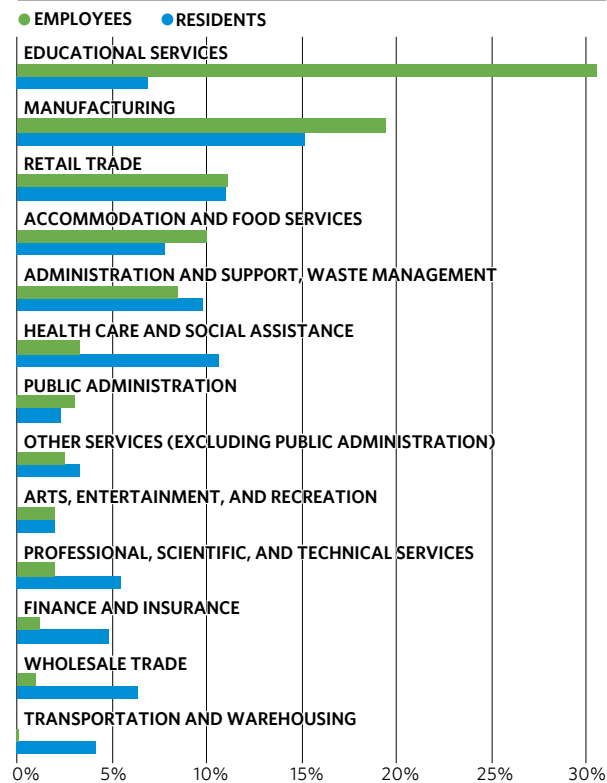 EMPLOYEES RESIDENTS
EDUCATIONAL SERVICES
MANUFACTURING
RETAIL TRADE
ACCOMMODATION AND FOOD SERVICES
ADMINISTRATION AND SUPPORT, WASTE MANAGEMENT
HEALTH CARE AND SOCIAL ASSISTANCE
PUBLIC ADMINISTRATION
OTHER SERVICES (EXCLUDING PUBLIC ADMINISTRATION)
ARTS, ENTERTAINMENT, AND RECREATION
PROFESSIONAL, SCIENTIFIC, AND TECHNICAL SERVICES
FINANCE AND INSURANCE
WHOLESALE TRADE
TRANSPORTATION AND WAREHOUSING
0% 5% 10% 15% 20% 25% 30%